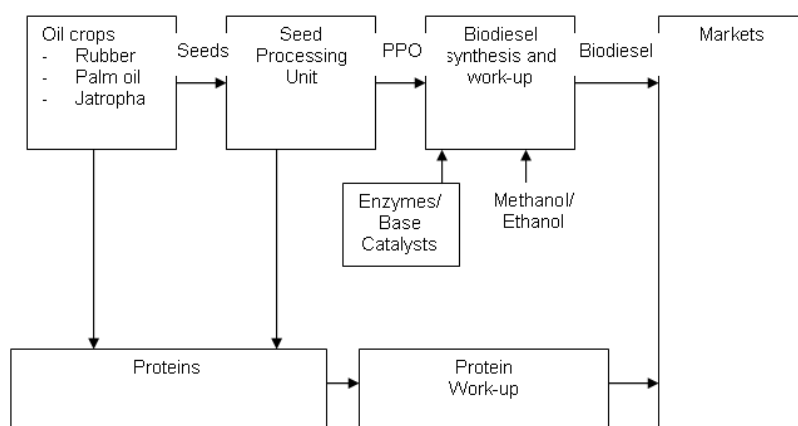 Oil crops
- Rubber
- Palm oil
- Jatropha
Seeds
Seed
Processing
Unit
PPO
Biodiesel
synthesis and
work-up
Biodiesel
Markets
Enzymes/
Base
Catalysts
Methanol/
Ethanol
Proteins
Protein
Work-up